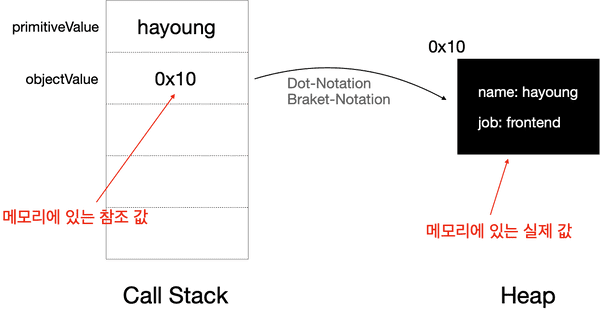 primitiveValue
hayoung
objectValue
0x10
Dot-Notation
Braket-Notation
0x10
name: hayoung
job: frontend
메모리에 있는 참조 값
메모리에 있는 실제 값
Call Stack
Heap